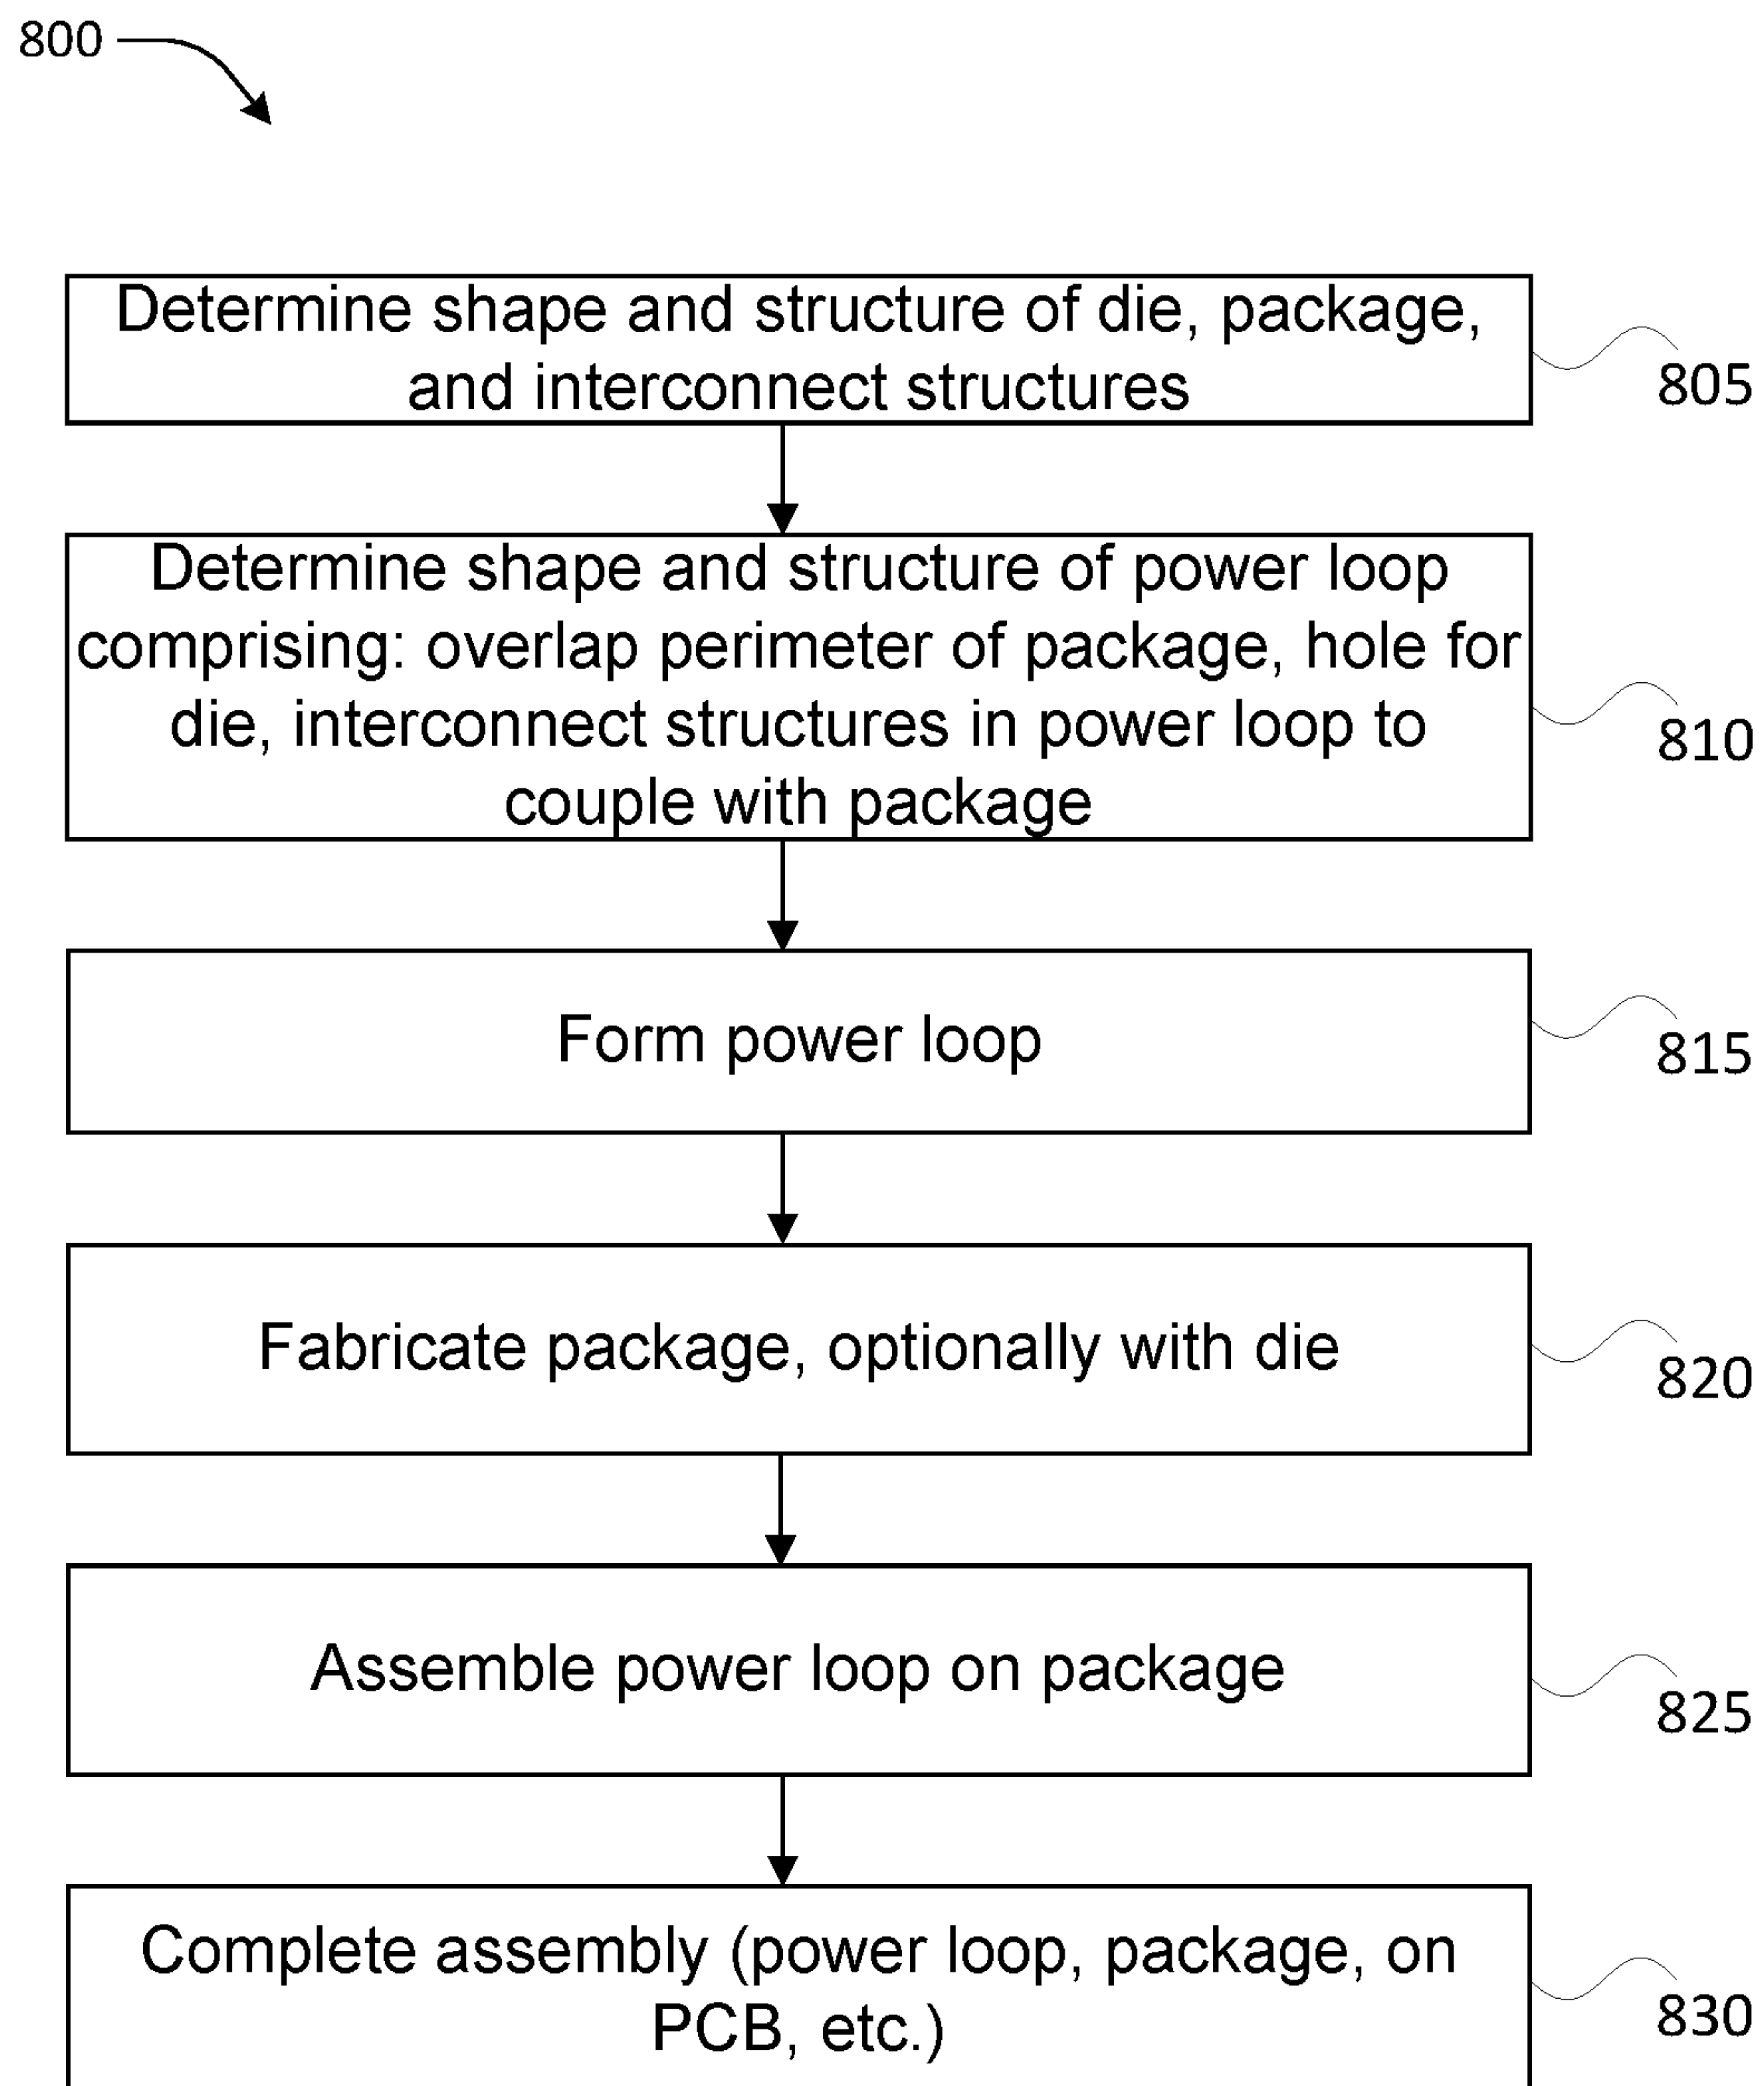 800
Determine shape and structure of die, package,
and interconnect structures
805
Determine shape and structure of power loop
comprising: overlap perimeter of package, hole for
die, interconnect structures in power loop to
couple with package
810
Form power loop
815
Fabricate package, optionally with die
820
Assemble power loop on package
825
Complete assembly (power loop, package, on
PCB, etc.)
830